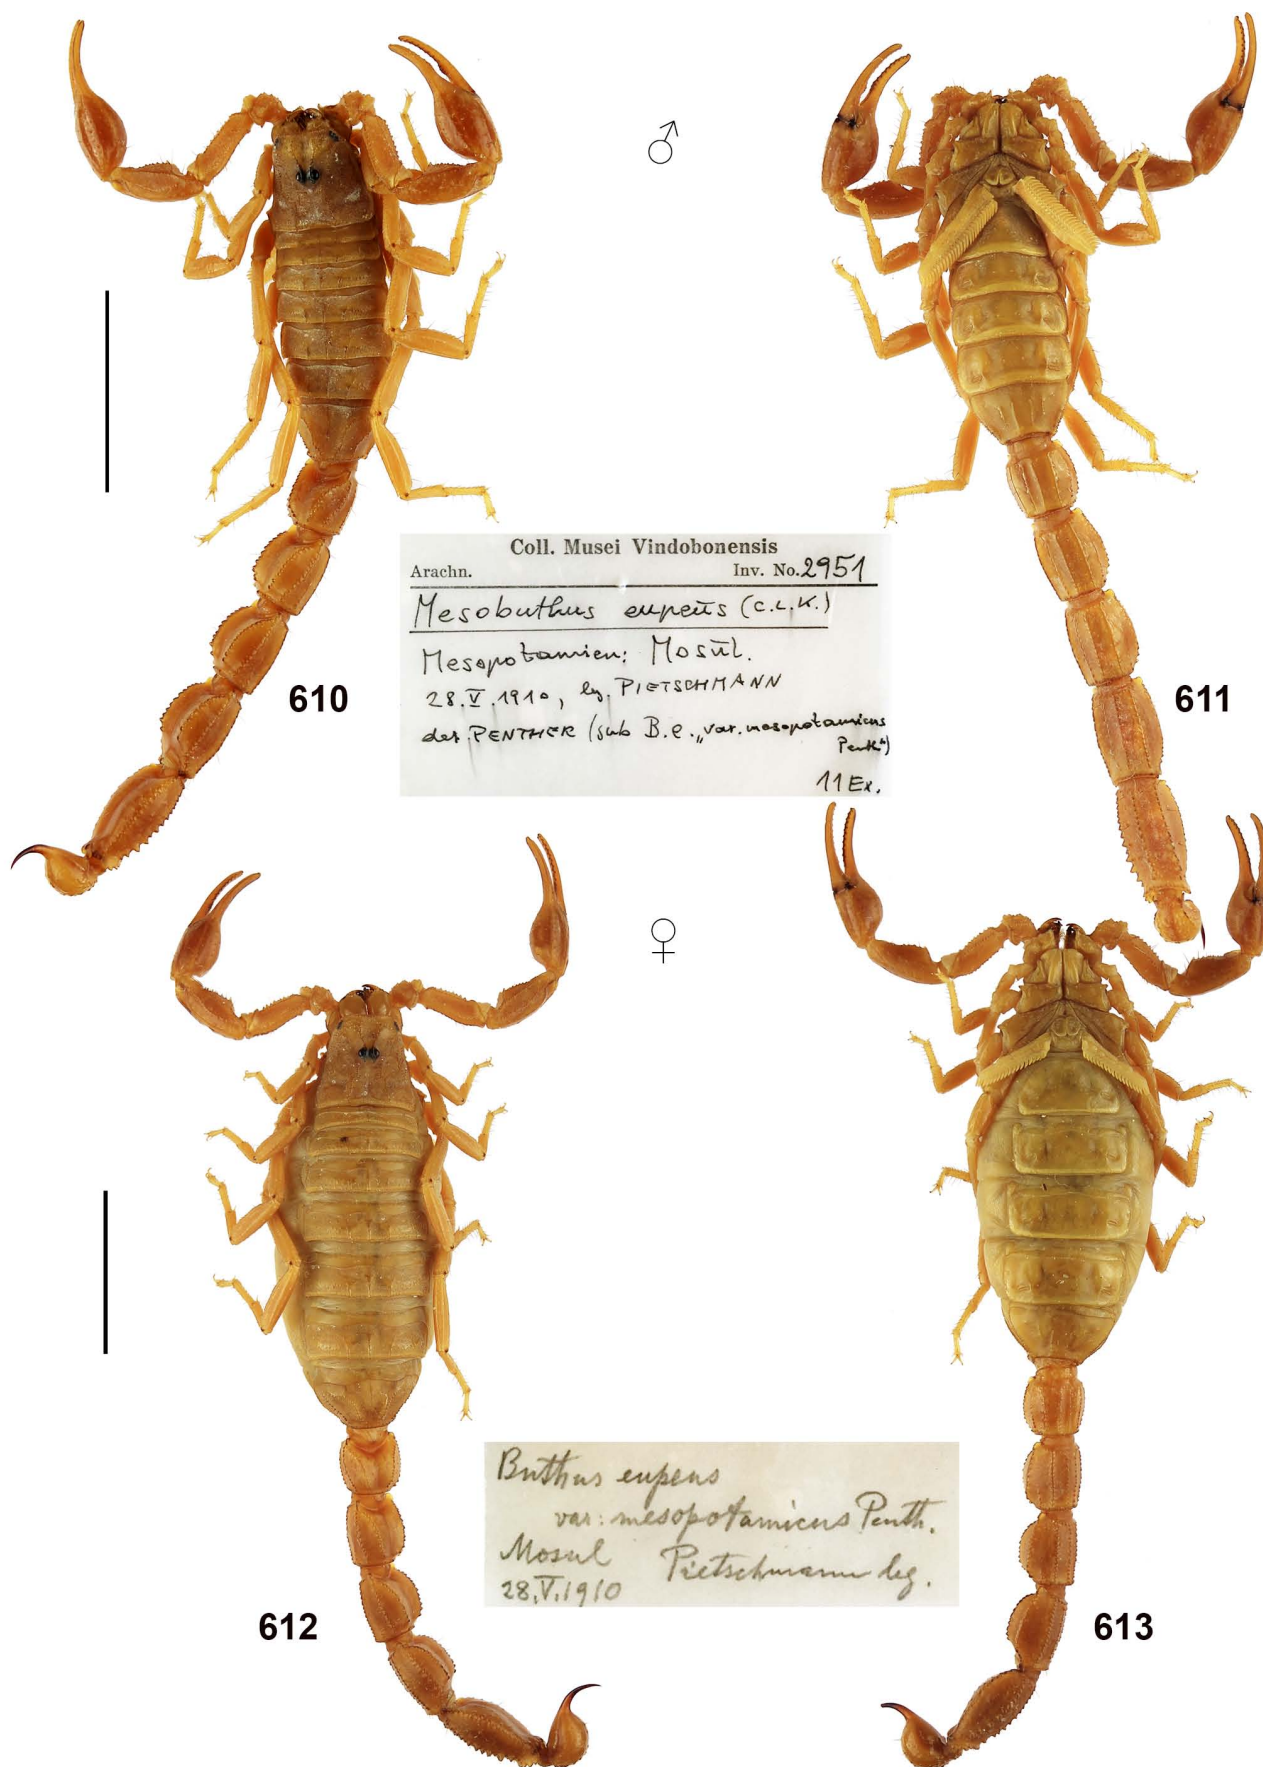 ♂
Coll. Musei Vindobonensis
Arachn. Inv. No. 2951
Mesobuthus eupeus (C.L.K.)
Mesopotamien: Mosūl.
28.V.1910, leg. PIETSCHMANN
det. PENTHER (sub B.e. „var. mesopotamicus
Penth“)
11 Ex.
610
611
♀
Buthus eupeus
var: mesopotamicus Penth.
Mosul Pietschmann leg.
28.V.1910
612
613